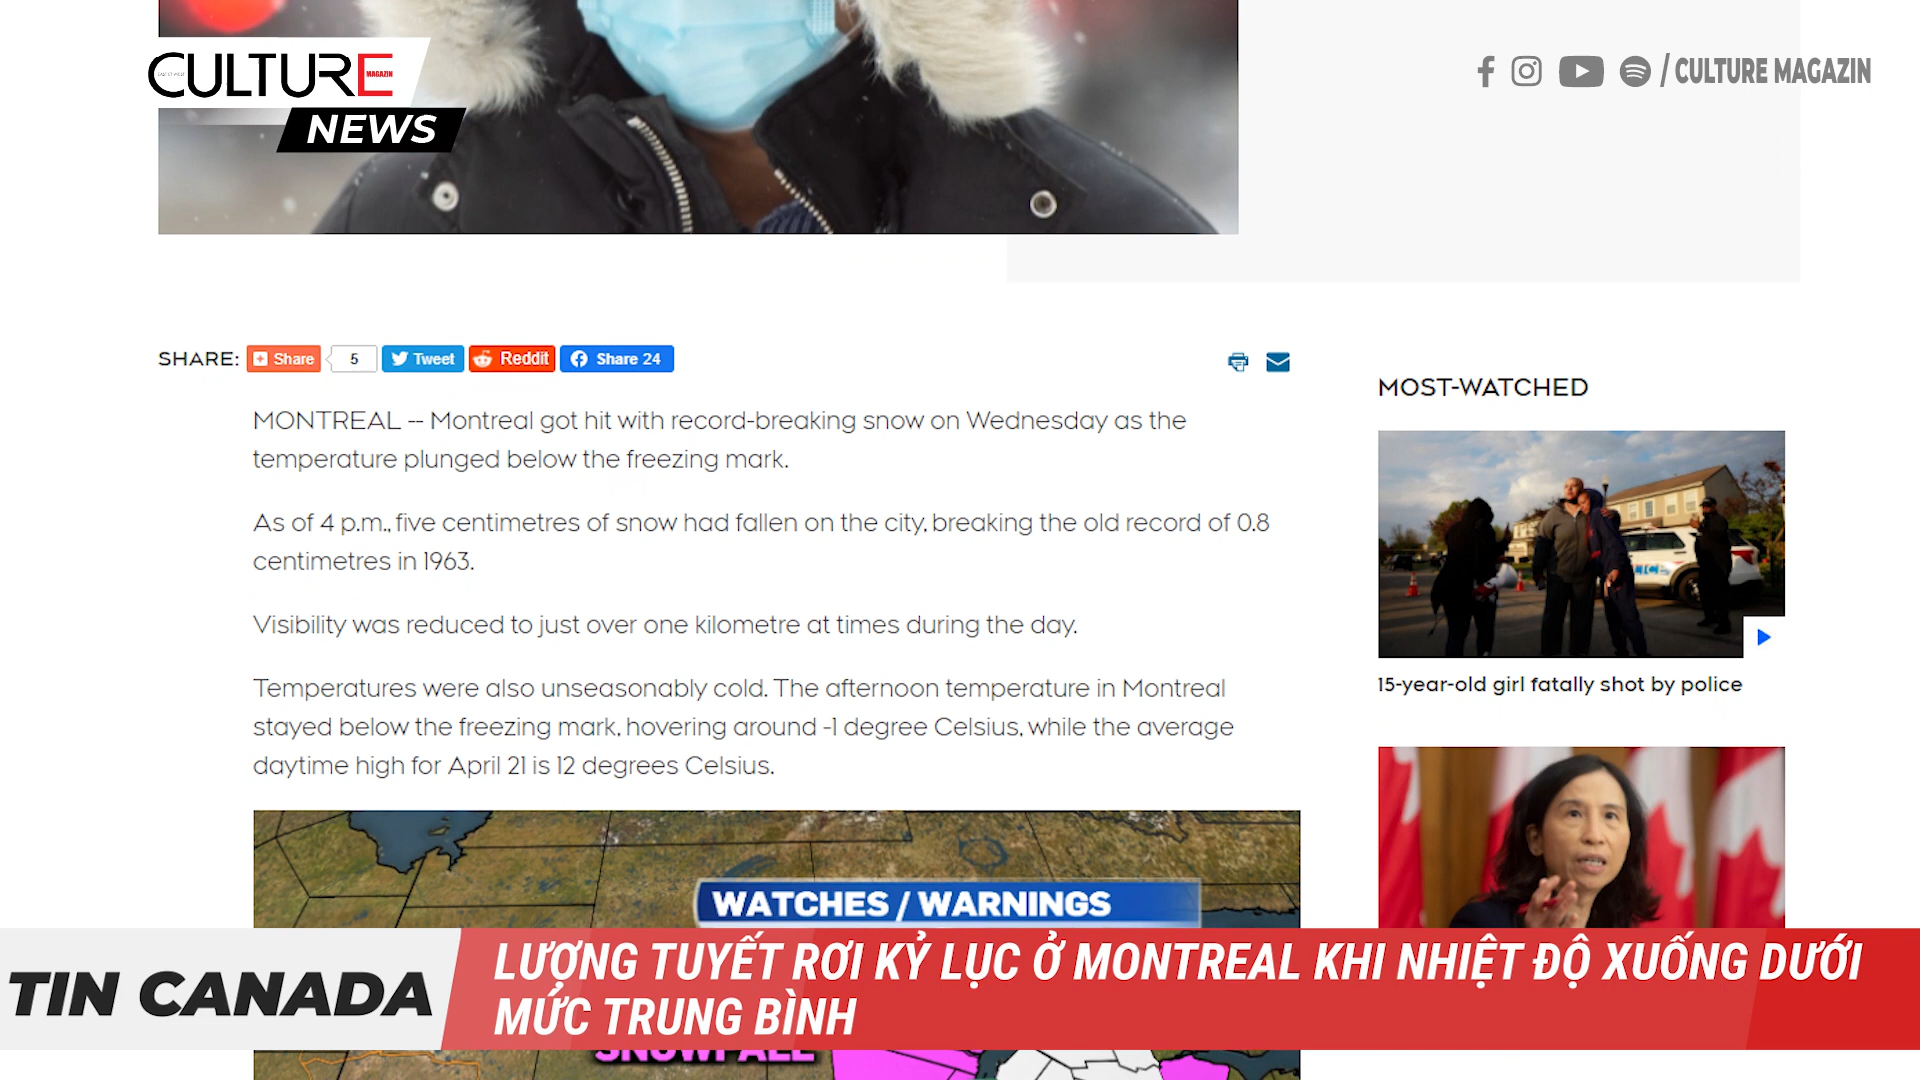 CULTURE
MAGAZIN
NEWS
/ CULTURE MAGAZIN
SHARE:
Share
5
Tweet
Reddit
Share 24
MONTREAL -- Montreal got hit with record-breaking snow on Wednesday as the
temperature plunged below the freezing mark.
As of 4 p.m., five centimetres of snow had fallen on the city, breaking the old record of 0.8
centimetres in 1963.
Visibility was reduced to just over one kilometre at times during the day.
Temperatures were also unseasonably cold. The afternoon temperature in Montreal
stayed below the freezing mark, hovering around -1 degree Celsius, while the average
daytime high for April 21 is 12 degrees Celsius.
MOST-WATCHED
15-year-old girl fatally shot by police
WATCHES / WARNINGS
TIN CANADA
LƯỢNG TUYẾT RƠI KỶ LỤC Ở MONTREAL KHI NHIỆT ĐỘ XUỐNG DƯỚI
MỨC TRUNG BÌNH
SNOWFALL